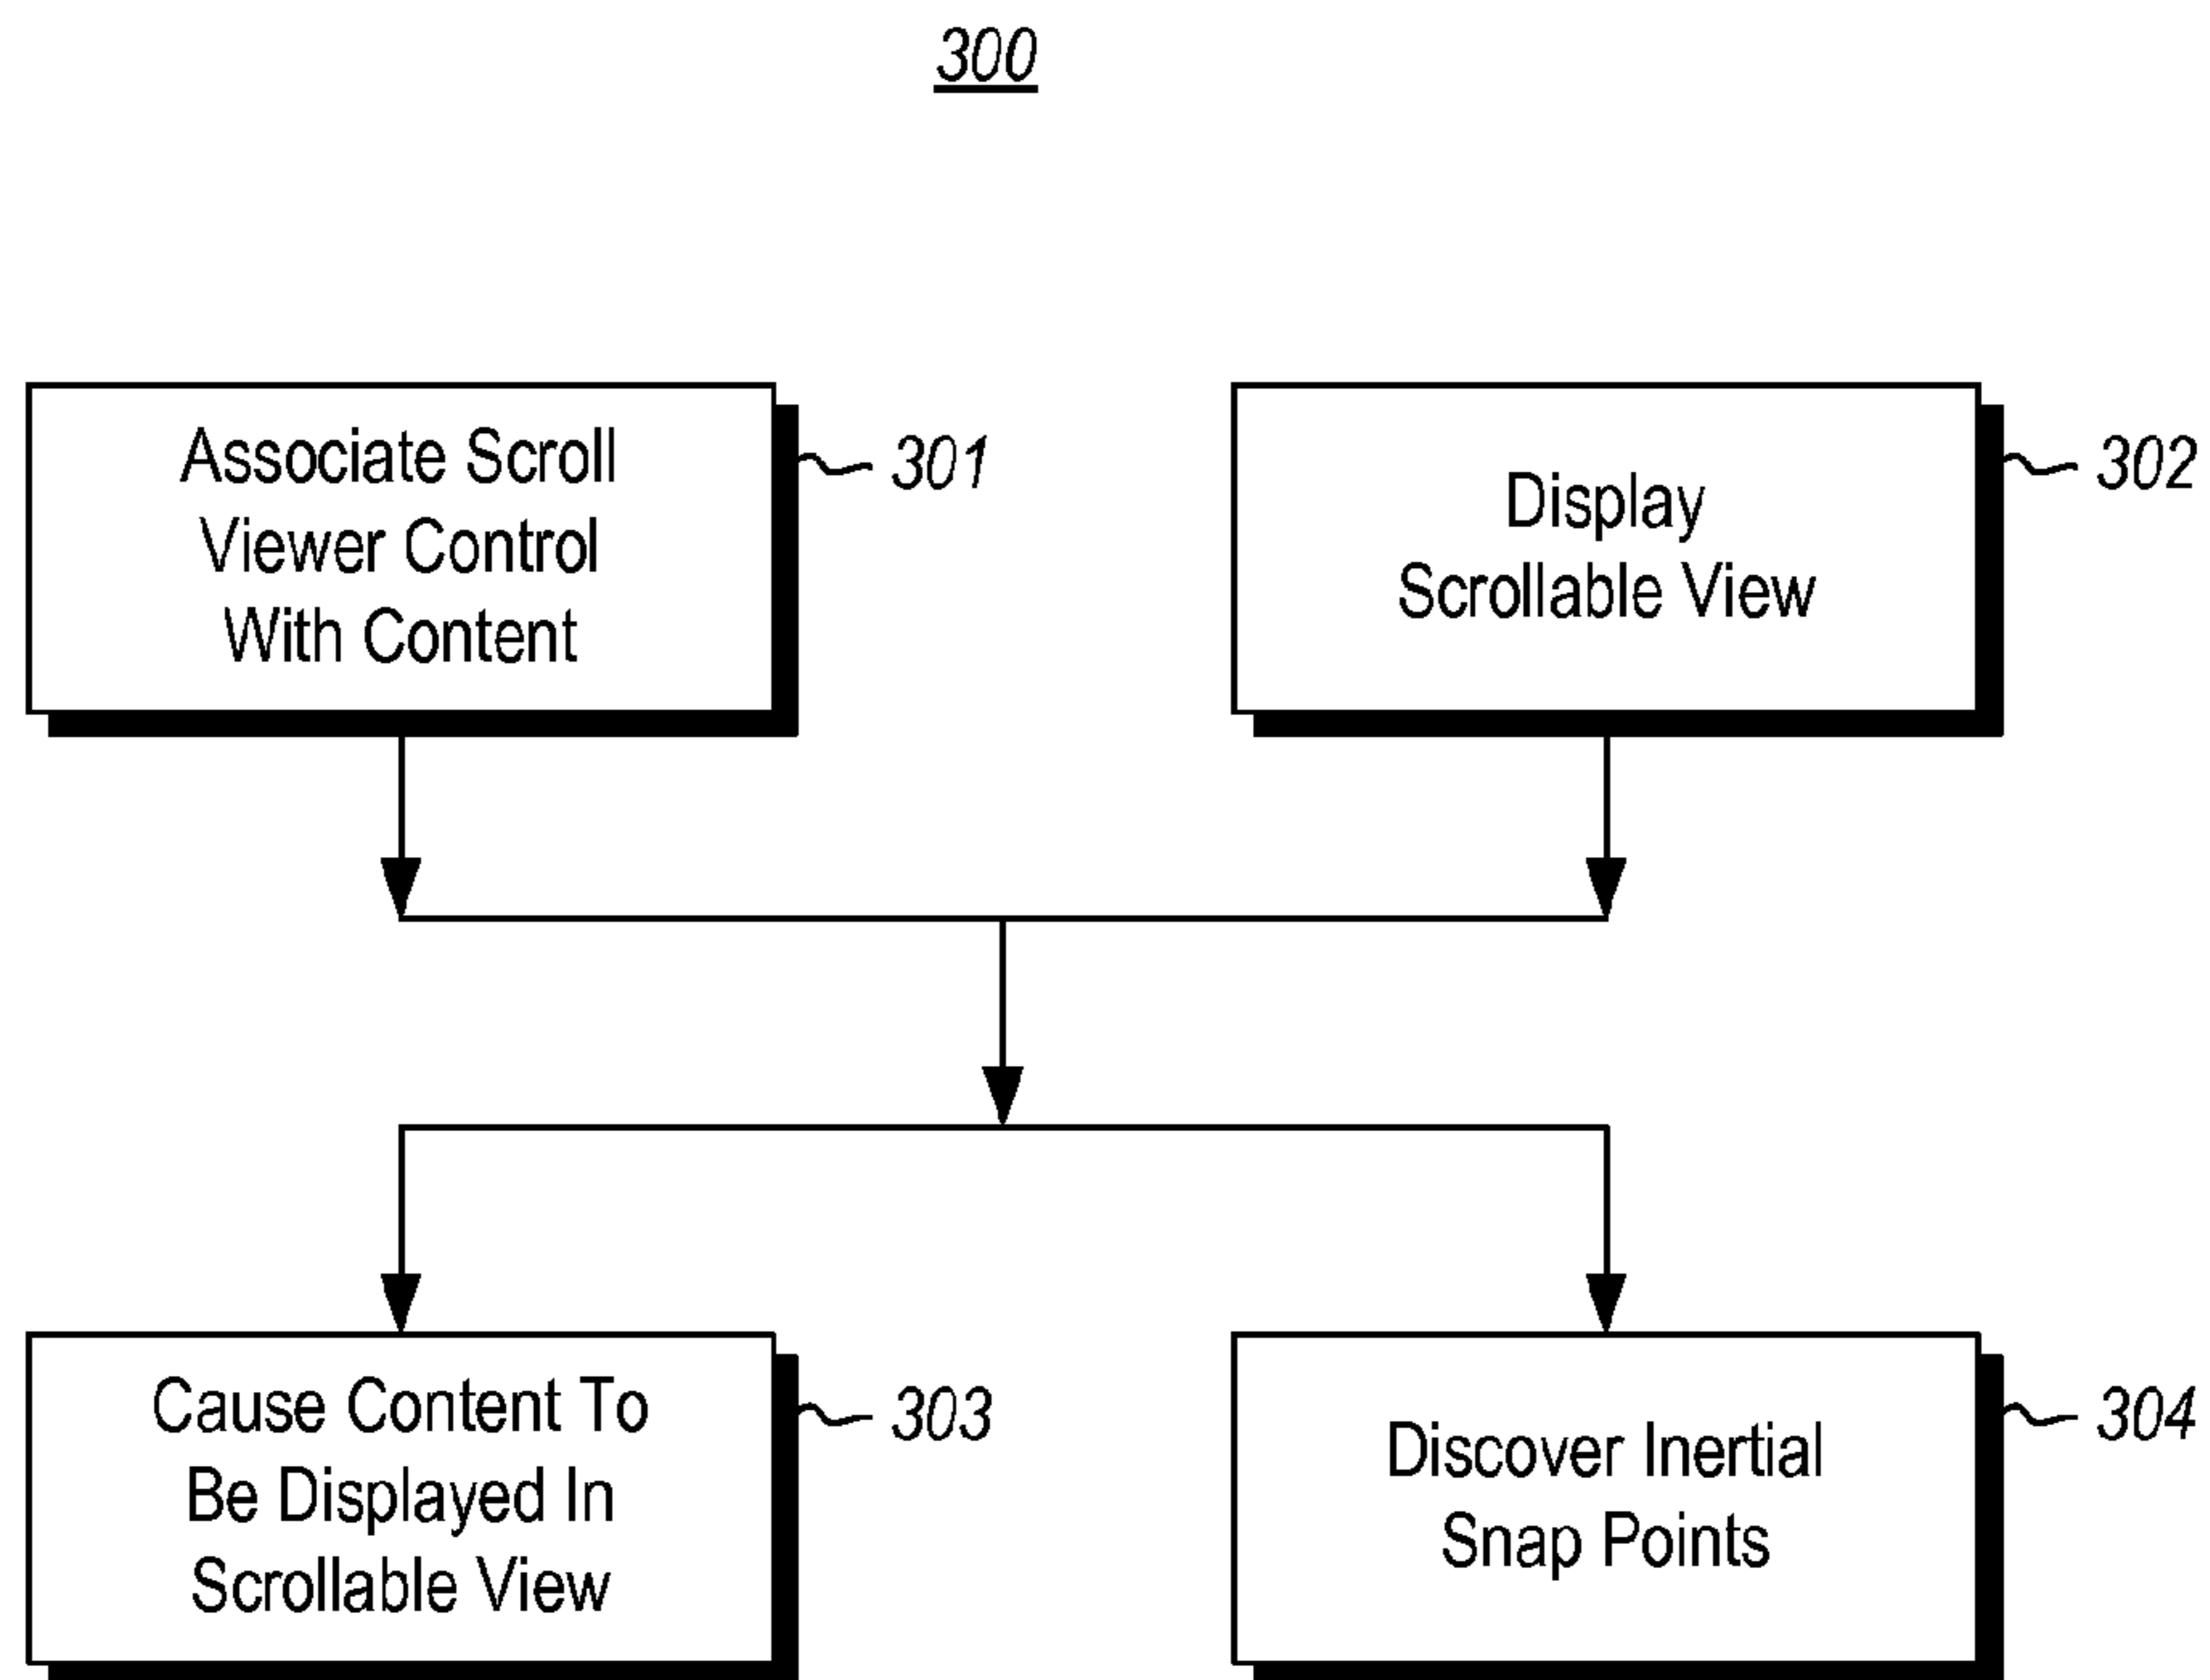 300
Associate Scroll
Viewer Control
With Content
301
Display
Scrollable View
302
Cause Content To
Be Displayed In
Scrollable View
303
Discover Inertial
Snap Points
304